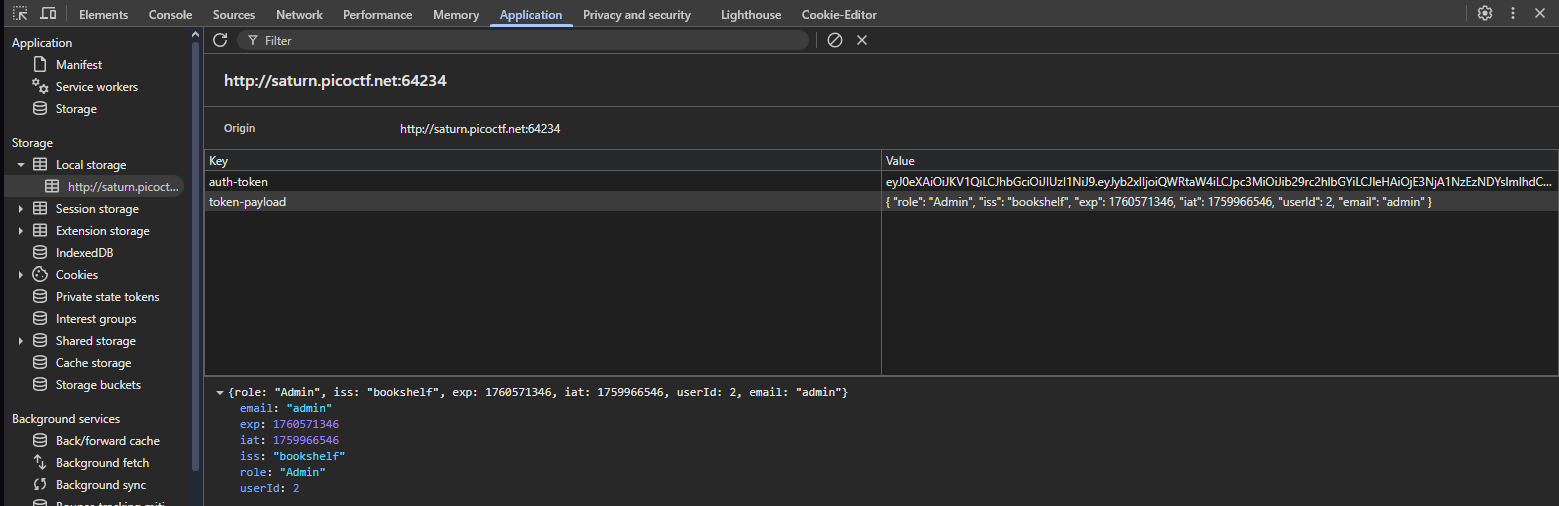 Elements Console Sources Network Performance Memory Application Privacy and security Lighthouse Cookie-Editor
Application
Manifest
Service workers
Storage
Storage
Local storage
http://saturn.picoct...
Session storage
Extension storage
IndexedDB
Cookies
Private state tokens
Interest groups
Shared storage
Cache storage
Storage buckets
Background services
Back/forward cache
Background fetch
Background sync
Bounce tracking miti
Filter
http://saturn.picoctf.net:64234
Origin http://saturn.picoctf.net:64234
Key Value
auth-token eyJ0eXAiOiJKV1QiLCJhbGciOiJIUzI1NiJ9.eyJyb2xlIjoiQWRtaW4iLCJpc3MiOiJib29rc2hlbGYiLCJleHAiOjE3NjA1NzEzNDYsImlhdC...
token-payload { "role": "Admin", "iss": "bookshelf", "exp": 1760571346, "iat": 1759966546, "userId": 2, "email": "admin" }
{role: "Admin", iss: "bookshelf", exp: 1760571346, iat: 1759966546, userId: 2, email: "admin"}
email: "admin"
exp: 1760571346
iat: 1759966546
iss: "bookshelf"
role: "Admin"
userId: 2